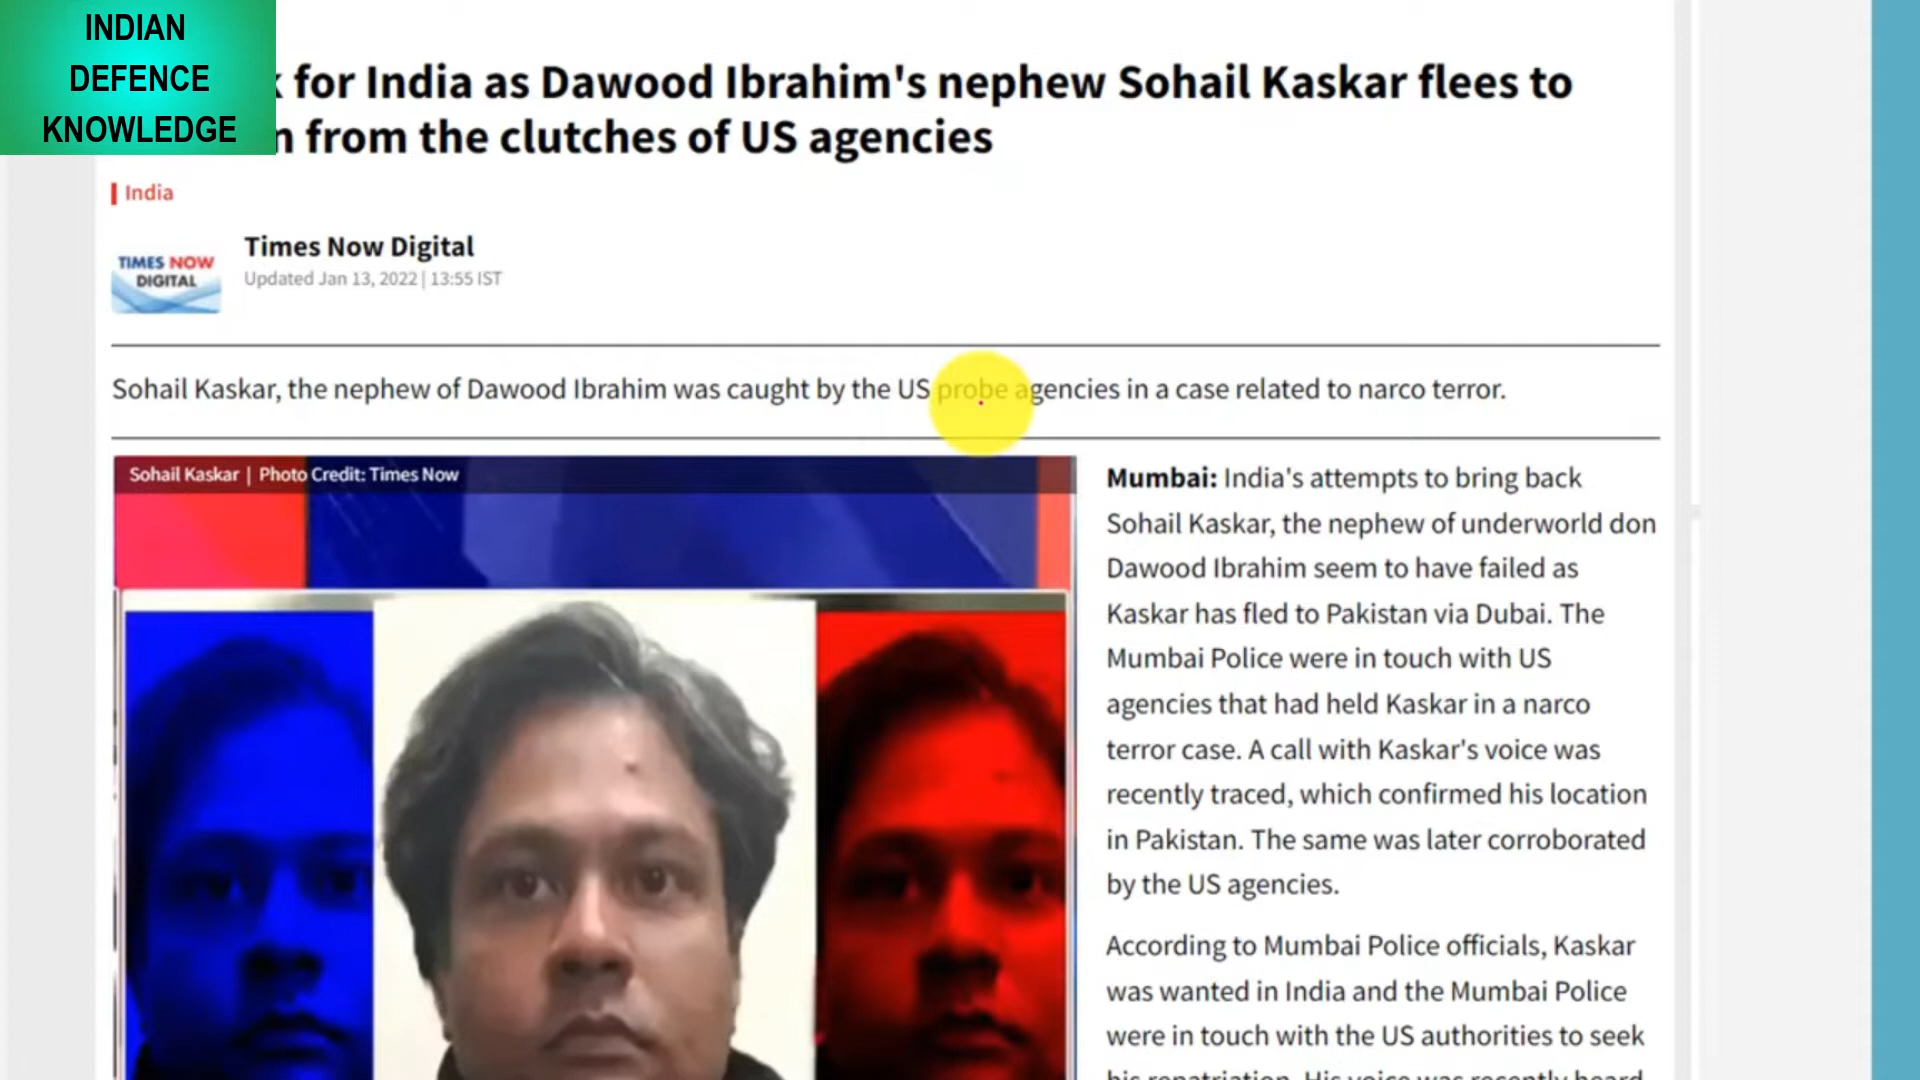 INDIAN
DEFENCE
KNOWLEDGE
for India as Dawood Ibrahim's nephew Sohail Kaskar flees to
from the clutches of US agencies
India
TIMES NOW
DIGITAL
Times Now Digital
Updated Jan 13, 2022 | 13:55 IST
Sohail Kaskar, the nephew of Dawood Ibrahim was caught by the US probe agencies in a case related to narco terror.
Sohail Kaskar | Photo Credit: Times Now
Mumbai: India's attempts to bring back
Sohail Kaskar, the nephew of underworld don
Dawood Ibrahim seem to have failed as
Kaskar has fled to Pakistan via Dubai. The
Mumbai Police were in touch with US
agencies that had held Kaskar in a narco
terror case. A call with Kaskar's voice was
recently traced, which confirmed his location
in Pakistan. The same was later corroborated
by the US agencies.
According to Mumbai Police officials, Kaskar
was wanted in India and the Mumbai Police
were in touch with the US authorities to seek
his repatriation. His voice was recently heard